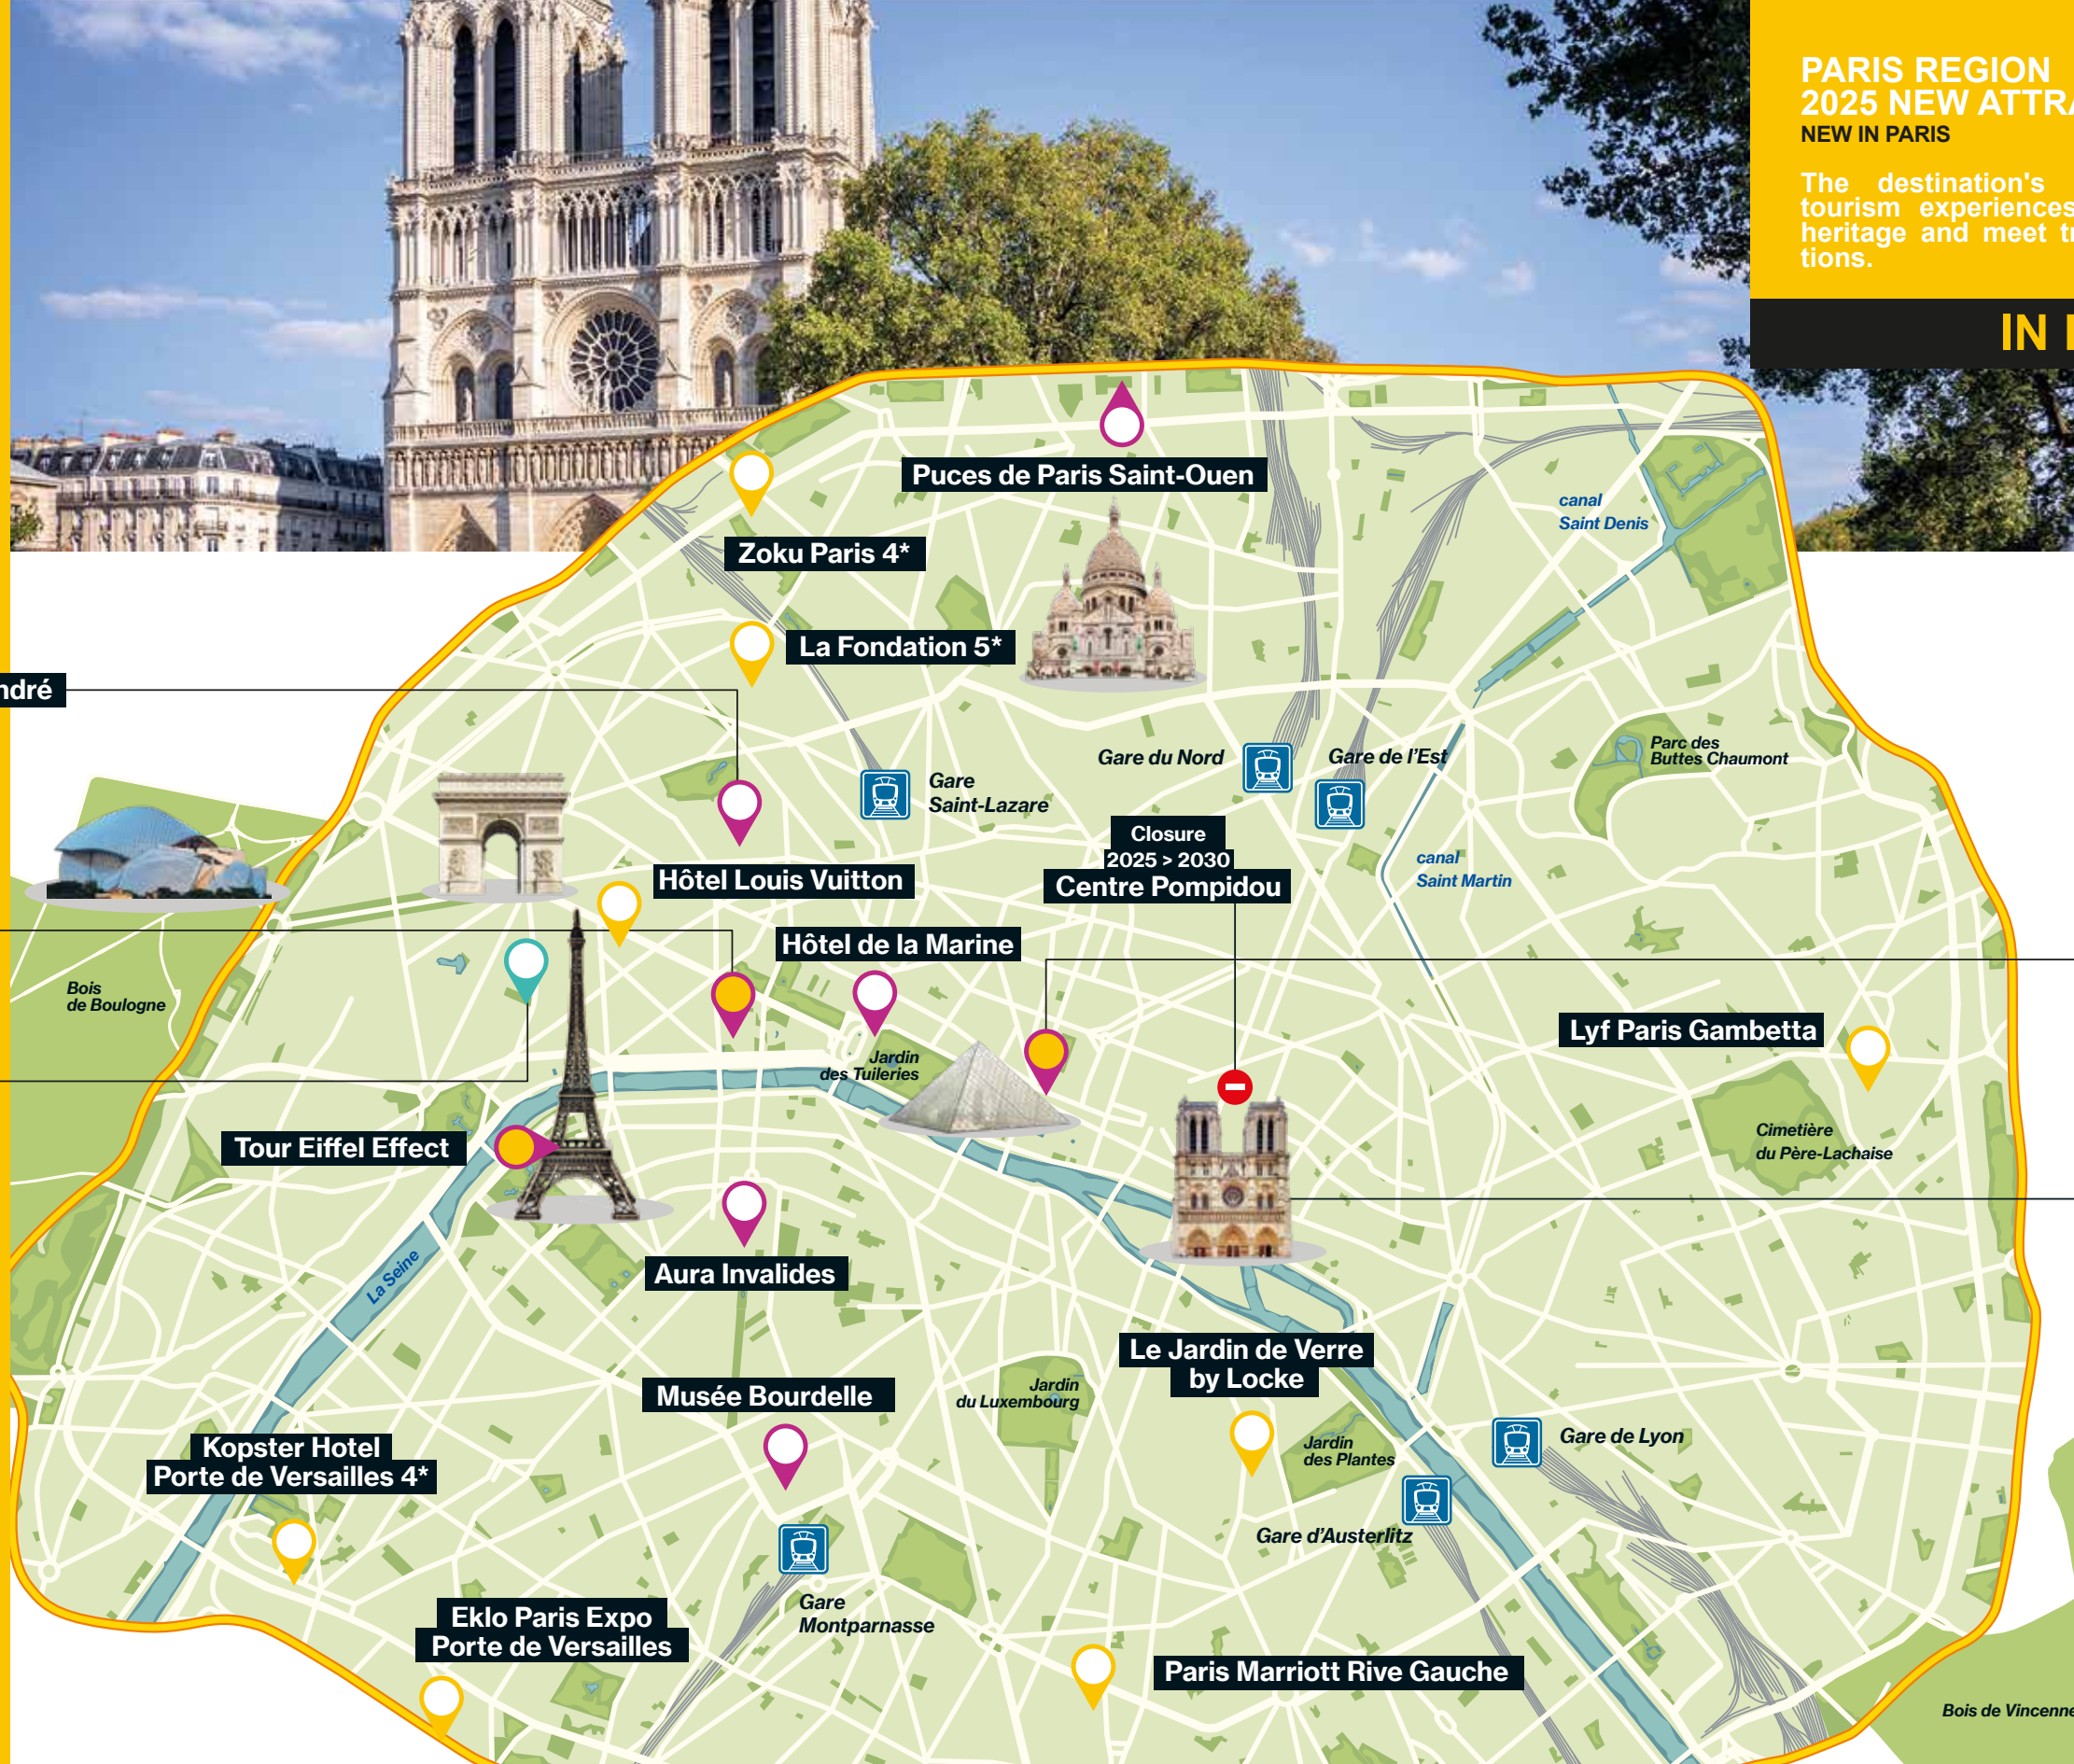 PARIS REGION
2025 NEW ATTRA
NEW IN PARIS
The destination's
tourism experiences
heritage and meet tr
tions.
IN
Puces de Paris Saint-Ouen
canal
Saint Denis
Zoku Paris 4*
La Fondation 5*
ndré
Gare du Nord
Gare de l'Est
Parc des
Buttes Chaumont
Gare
Saint-Lazare
Closure
2025 > 2030
Centre Pompidou
canal
Saint Martin
Hôtel Louis Vuitton
Hôtel de la Marine
Bois
de Boulogne
Lyf Paris Gambetta
Jardin
des Tuileries
Tour Eiffel Effect
Cimetière
du Père-Lachaise
La Seine
Aura Invalides
Le Jardin de Verre
by Locke
Jardin
du Luxembourg
Musée Bourdelle
Kopster Hotel
Porte de Versailles 4*
Jardin
des Plantes
Gare de Lyon
Gare d'Austerlitz
Gare
Montparnasse
Eklo Paris Expo
Porte de Versailles
Paris Marriott Rive Gauche
Bois de Vincenne